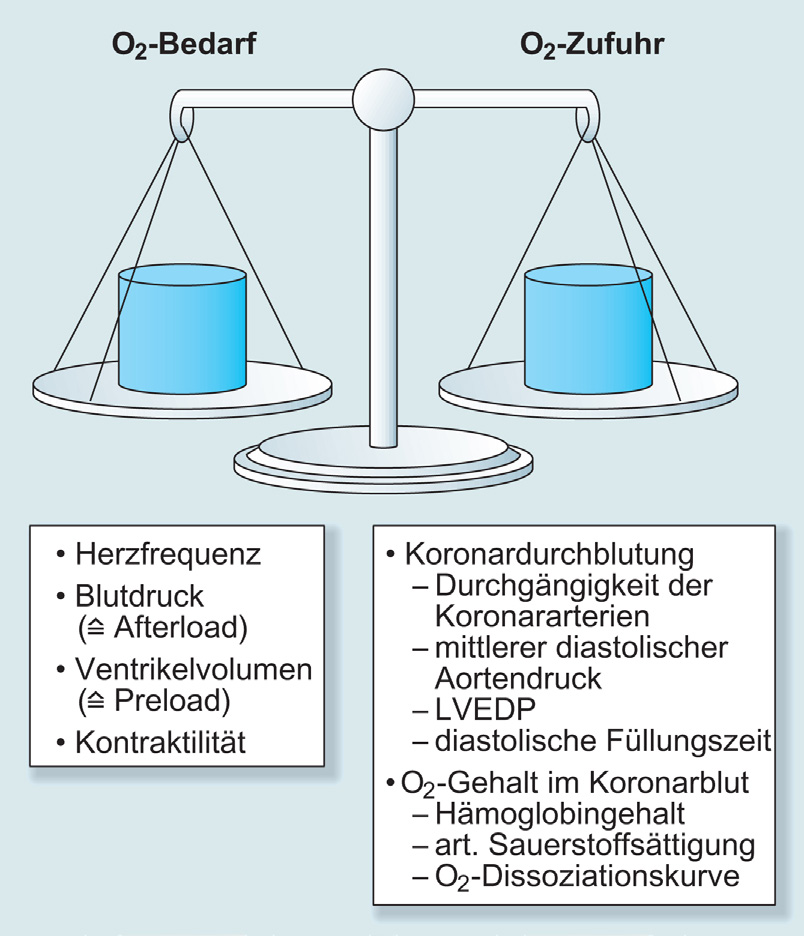 O₂-Bedarf
O₂-Zufuhr
• Herzfrequenz
• Blutdruck
(≙ Afterload)
• Ventrikelvolumen
(≙ Preload)
• Kontraktilität
• Koronardurchblutung
– Durchgängigkeit der
Koronararterien
– mittlerer diastolischer
Aortendruck
– LVEDP
– diastolische Füllungszeit
• O₂-Gehalt im Koronarblut
– Hämoglobingehalt
– art. Sauerstoffsättigung
– O₂-Dissoziationskurve